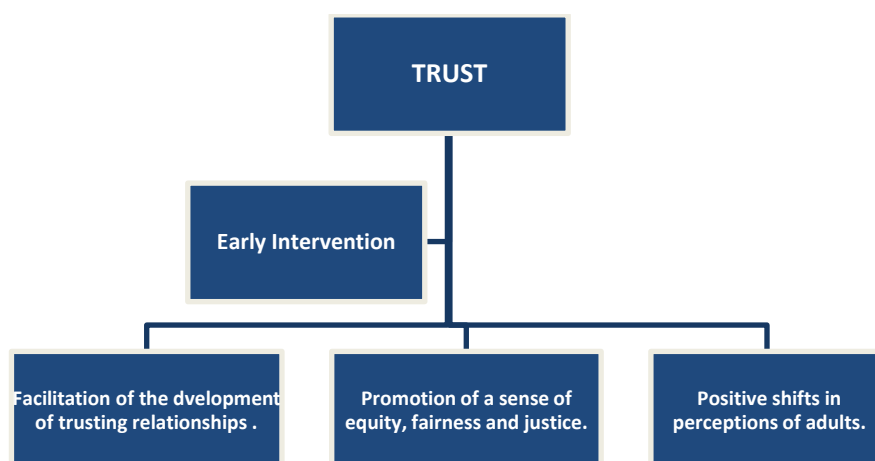 TRUST
Early Intervention
Facilitation of the dvelopment
of trusting relationships .
Promotion of a sense of
equity, fairness and justice.
Positive shifts in
perceptions of adults.